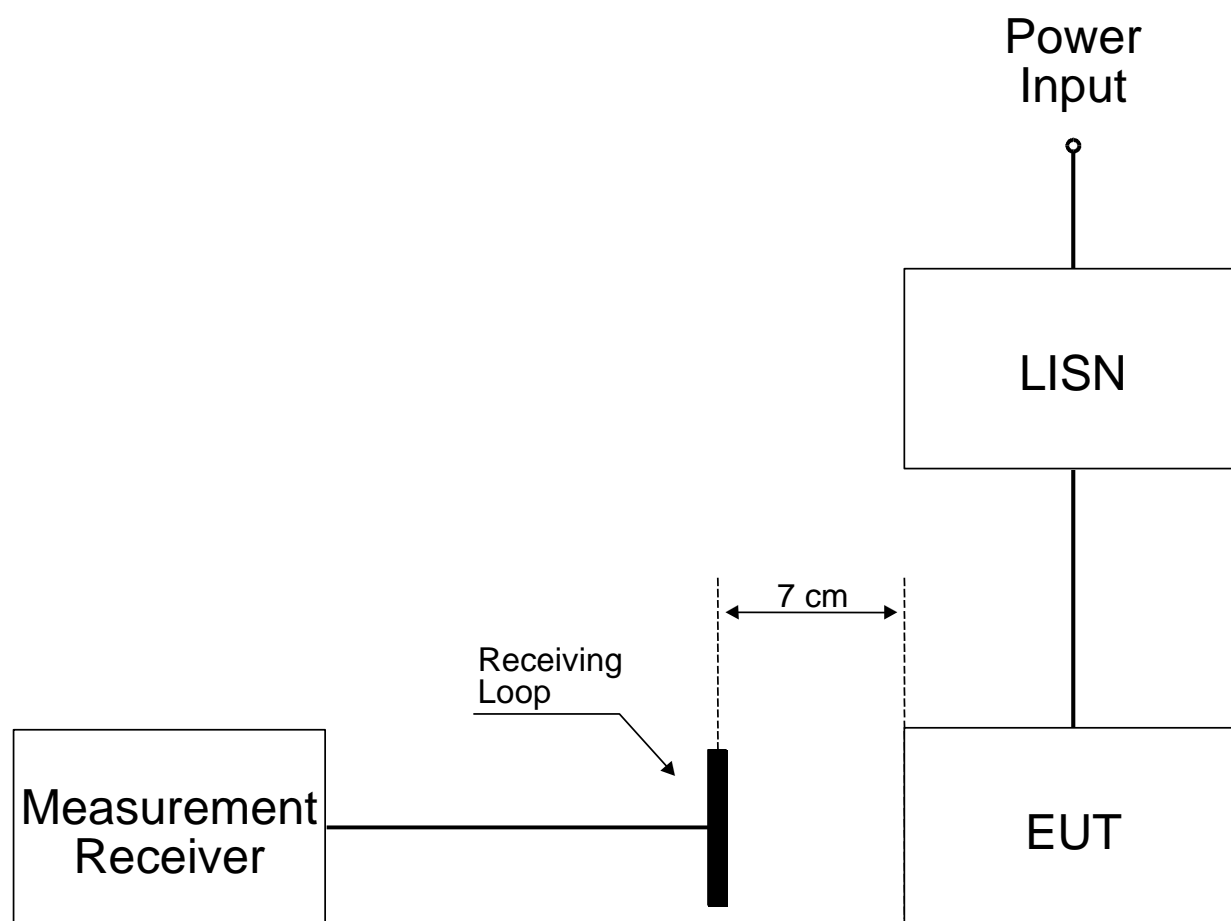 Power
Input
LISN
7 cm
Receiving
Loop
Measurement
Receiver
EUT